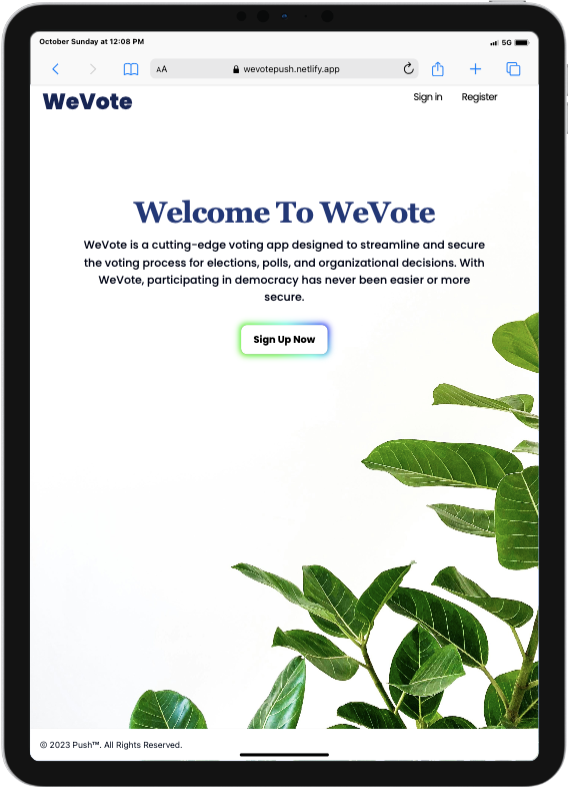 October Sunday at 12:08 PM
5G
AA
wevotepush.netlify.app
WeVote
Sign in
Register
Welcome To WeVote
WeVote is a cutting-edge voting app designed to streamline and secure
the voting process for elections, polls, and organizational decisions. With
WeVote, participating in democracy has never been easier or more
secure.
Sign Up Now
© 2023 Push™. All Rights Reserved.